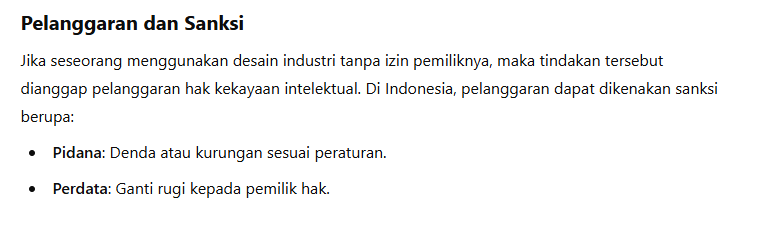 Pelanggaran dan Sanksi
Jika seseorang menggunakan desain industri tanpa izin pemiliknya, maka tindakan tersebut
dianggap pelanggaran hak kekayaan intelektual. Di Indonesia, pelanggaran dapat dikenakan sanksi
berupa:
• Pidana: Denda atau kurungan sesuai peraturan.
• Perdata: Ganti rugi kepada pemilik hak.